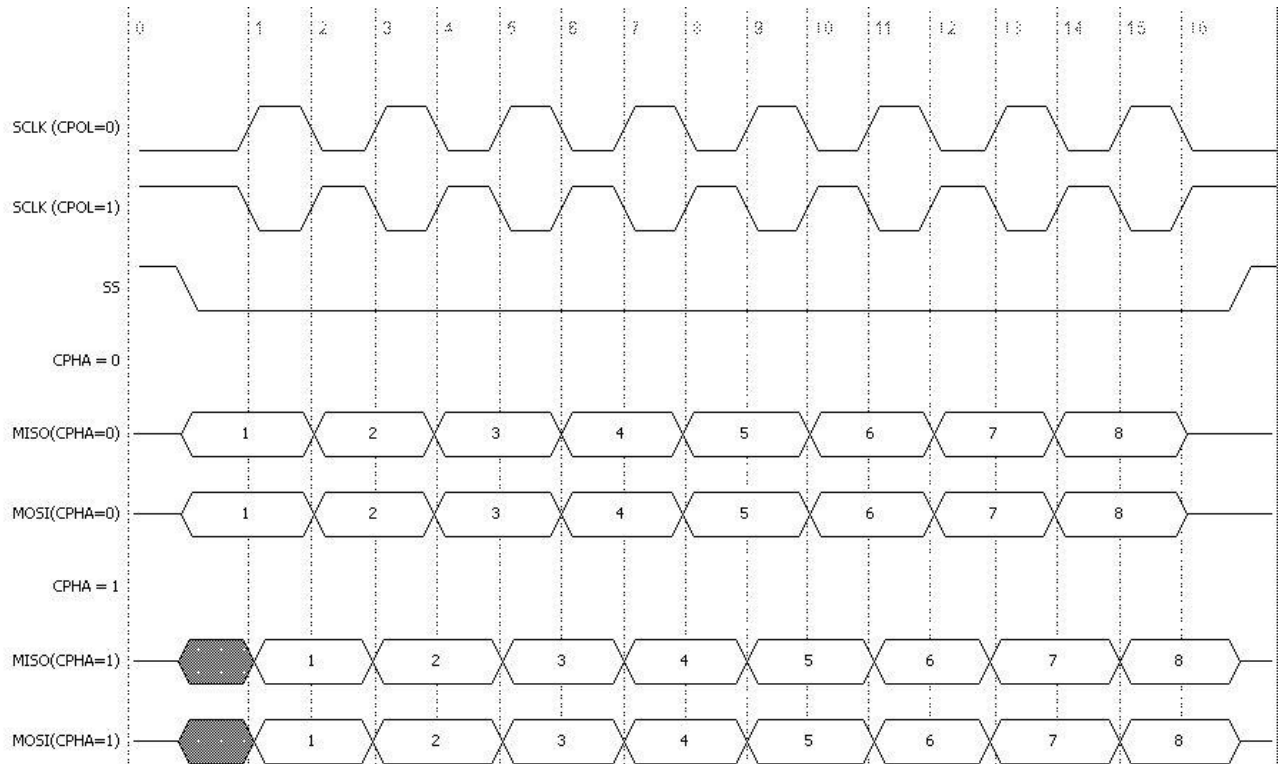 0 1 2 3 4 5 6 7 8 9 10 11 12 13 14 15 16
SCLK (CPOL=0)
SCLK (CPOL=1)
SS
CPHA = 0
MISO(CPHA=0) 1 2 3 4 5 6 7 8
MOSI(CPHA=0) 1 2 3 4 5 6 7 8
CPHA = 1
MISO(CPHA=1) 1 2 3 4 5 6 7 8
MOSI(CPHA=1) 1 2 3 4 5 6 7 8